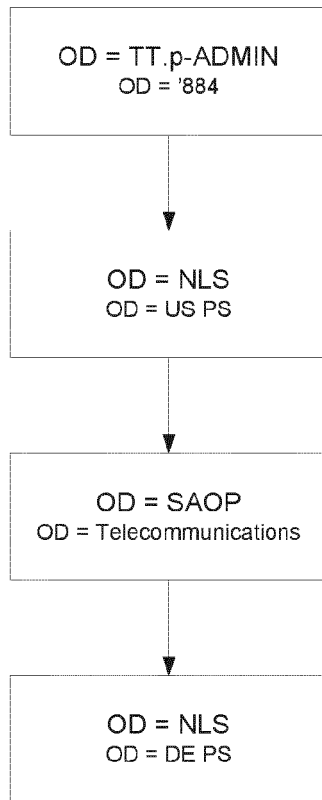 OD = TT.p-ADMIN
OD = '884
OD = NLS
OD = US PS
OD = SAOP
OD = Telecommunications
OD = NLS
OD = DE PS